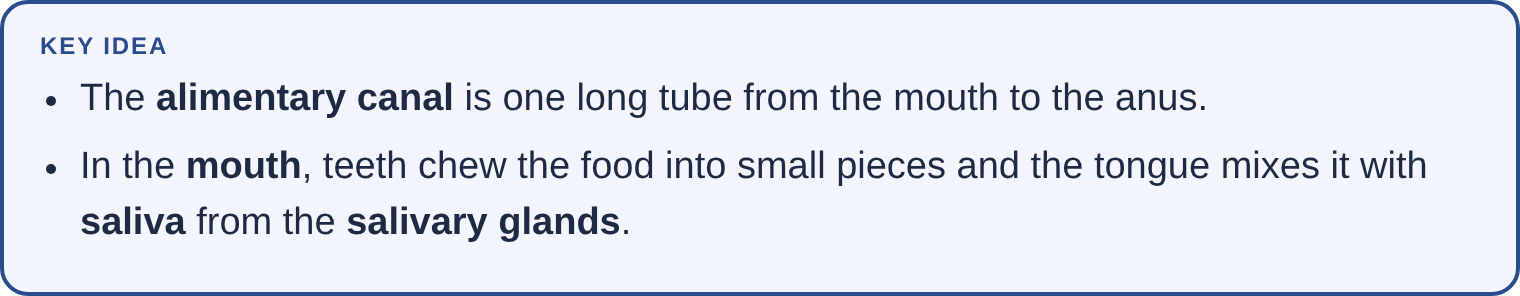 KEY IDEA
• The alimentary canal is one long tube from the mouth to the anus.
• In the mouth, teeth chew the food into small pieces and the tongue mixes it with
saliva from the salivary glands.